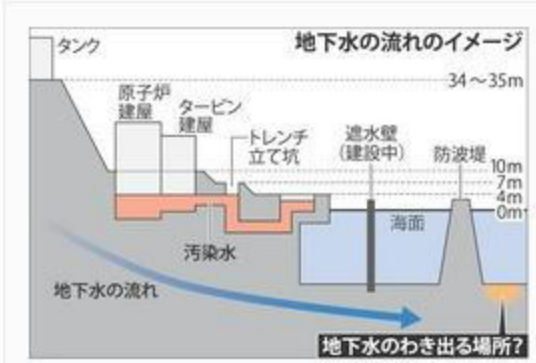 地下水の流れのイメージ
タンク
34～35m
原子炉
建屋
タービン
建屋
トレンチ
立て坑
遮水壁
(建設中)
防波堤
10m
7m
4m
0m
海面
汚染水
地下水の流れ
地下水のわき出る場所?